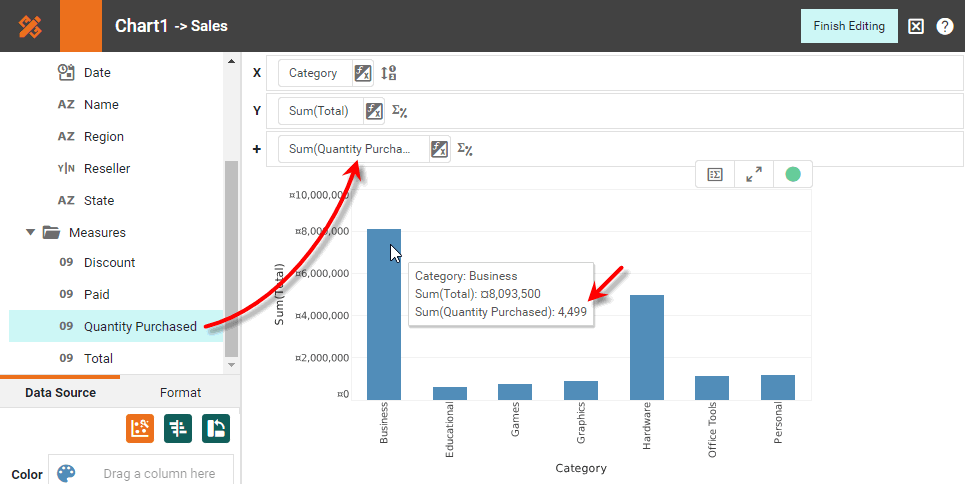 Chart1 -> Sales
Finish Editing
?
Date
AZ Name
AZ Region
Y|N Reseller
AZ State
Measures
09 Discount
09 Paid
09 Quantity Purchased
09 Total
Data Source
Format
Color
Drag a column here
X
Category
Y
Sum(Total)
+
Sum(Quantity Purcha...
¤10,000,000
¤8,000,000
¤6,000,000
¤4,000,000
¤2,000,000
¤0
Sum(Total)
Category: Business
Sum(Total): ¤8,093,500
Sum(Quantity Purchased): 4,499
Business
Educational
Games
Graphics
Hardware
Office Tools
Personal
Category